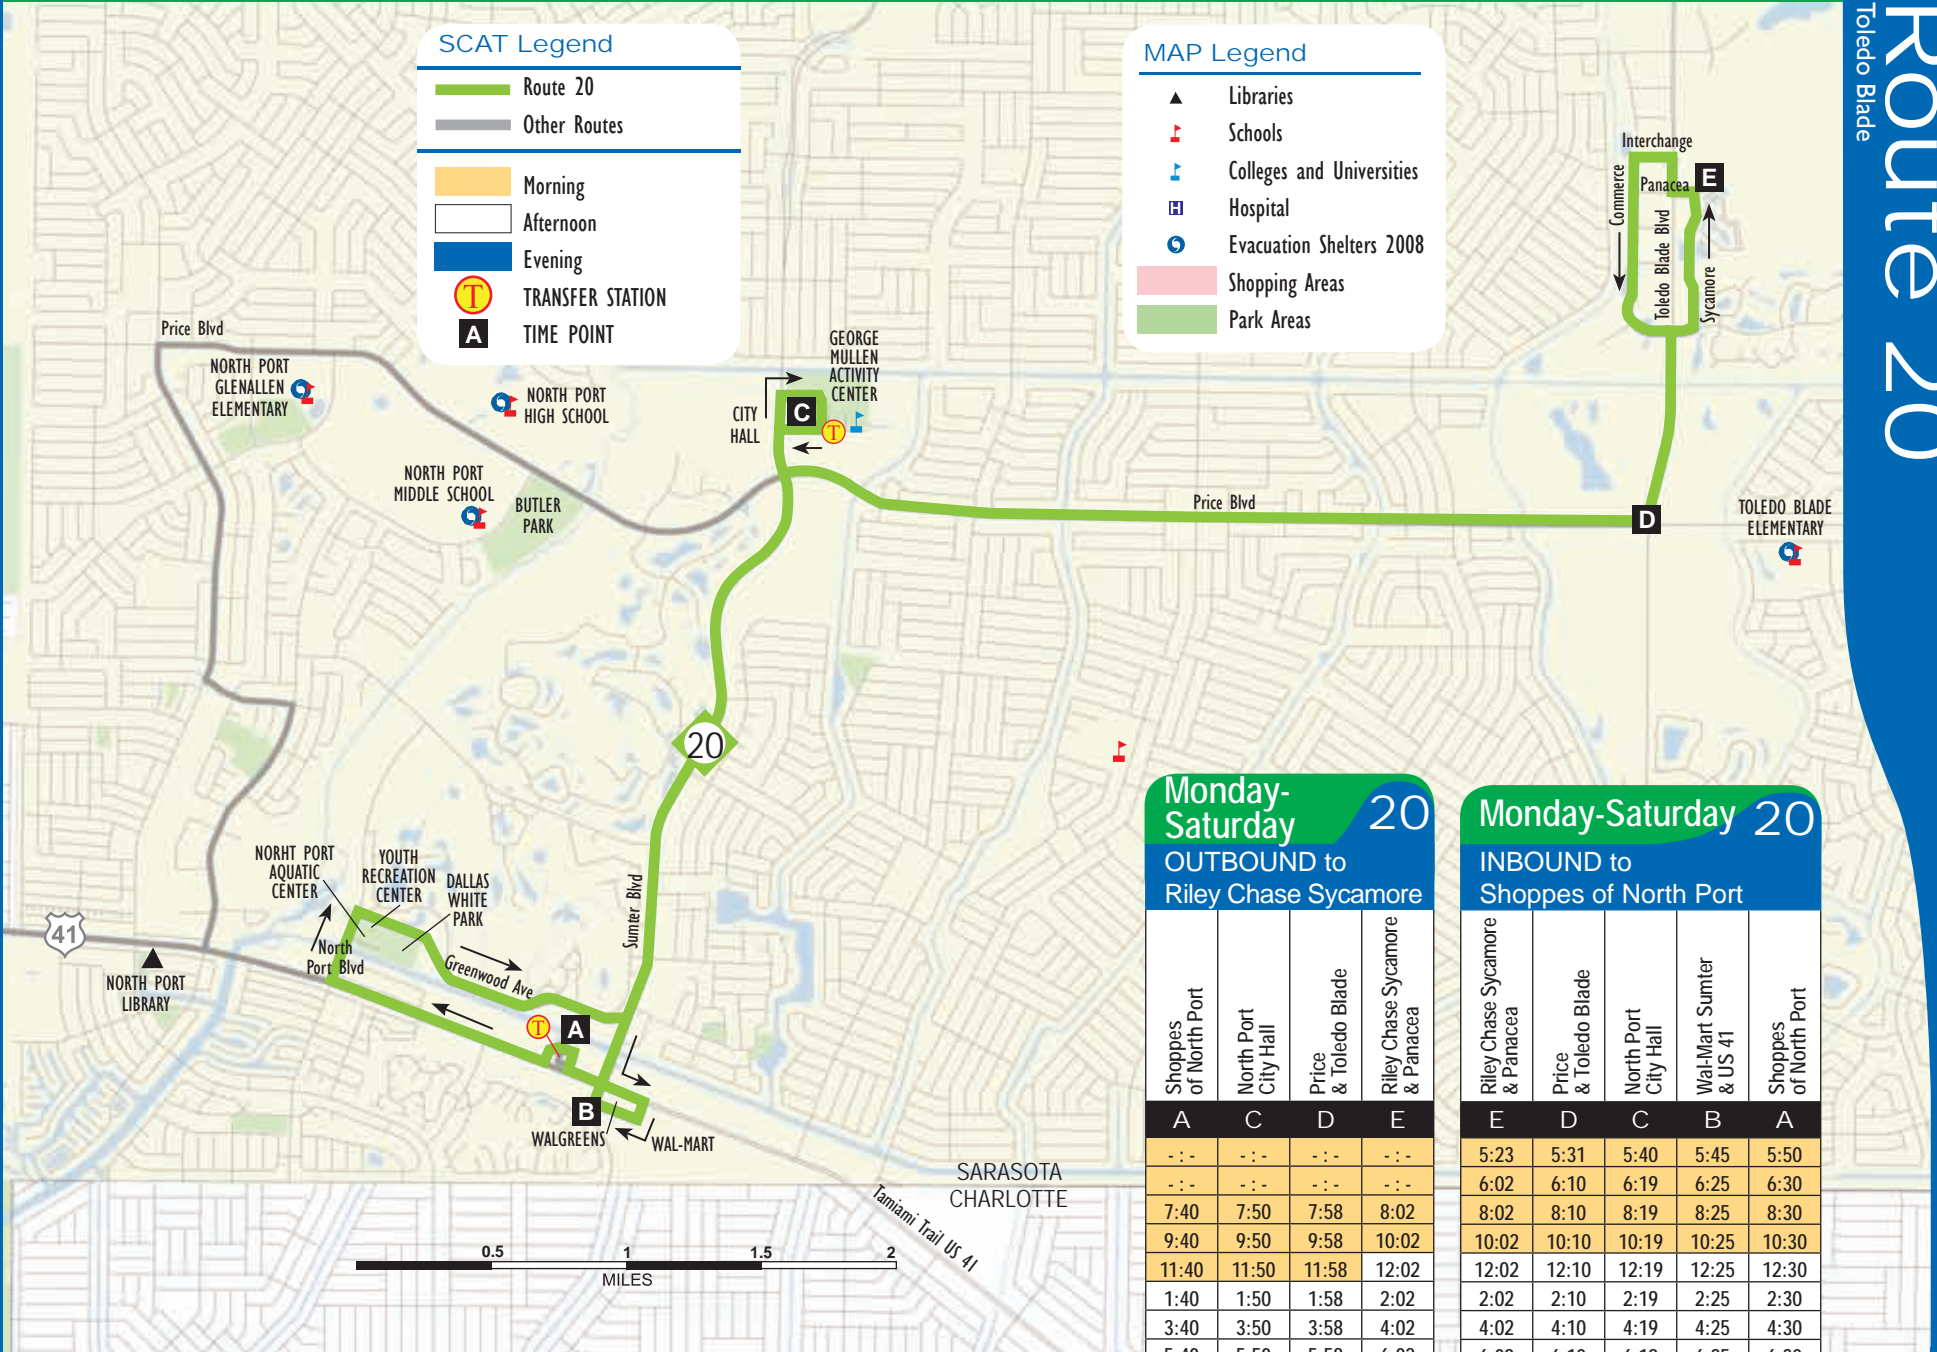 SCAT Legend
Route 20
Other Routes
Morning
Afternoon
Evening
T TRANSFER STATION
A TIME POINT
MAP Legend
Libraries
Schools
Colleges and Universities
H Hospital
Evacuation Shelters 2008
Shopping Areas
Park Areas
Route 20
Toledo Blade
Interchange
Panacea
E
Commerce
Toledo Blade Blvd
Sycamore
Price Blvd
NORTH PORT
GLENALLEN
ELEMENTARY
NORTH PORT
HIGH SCHOOL
GEORGE
MULLEN
ACTIVITY
CENTER
CITY
HALL
C
T
NORTH PORT
MIDDLE SCHOOL
BUTLER
PARK
Price Blvd
D
TOLEDO BLADE
ELEMENTARY
20
NORHT PORT
AQUATIC
CENTER
YOUTH
RECREATION
CENTER
DALLAS
WHITE
PARK
Sumter Blvd
41
North
Port Blvd
Greenwood Ave
NORTH PORT
LIBRARY
T
A
B
WALGREENS
WAL-MART
SARASOTA
CHARLOTTE
Tamiami Trail US 41
0.5 1 1.5 2
MILES
Monday-
Saturday 20
OUTBOUND to
Riley Chase Sycamore
Shoppes
of North Port
North Port
City Hall
Price
& Toledo Blade
Riley Chase Sycamore
& Panacea
A C D E
- : - - : - - : - - : -
- : - - : - - : - - : -
7:40 7:50 7:58 8:02
9:40 9:50 9:58 10:02
11:40 11:50 11:58 12:02
1:40 1:50 1:58 2:02
3:40 3:50 3:58 4:02
Monday-Saturday 20
INBOUND to
Shoppes of North Port
Riley Chase Sycamore
& Panacea
Price
& Toledo Blade
North Port
City Hall
Wal-Mart Sumter
& US 41
Shoppes
of North Port
E D C B A
5:23 5:31 5:40 5:45 5:50
6:02 6:10 6:19 6:25 6:30
8:02 8:10 8:19 8:25 8:30
10:02 10:10 10:19 10:25 10:30
12:02 12:10 12:19 12:25 12:30
2:02 2:10 2:19 2:25 2:30
4:02 4:10 4:19 4:25 4:30